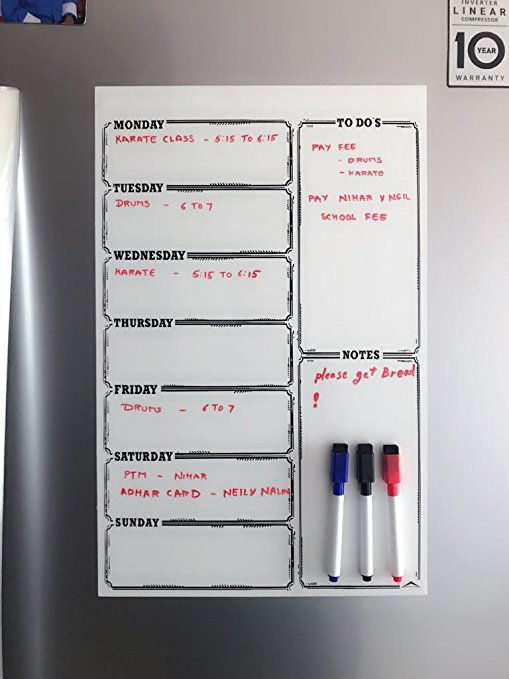 INVERTER
LINEAR
COMPRESSOR
10
YEAR
WARRANTY
MONDAY
KARATE CLASS - 5:15 TO 6:15
TUESDAY
DRUMS - 6 TO 7
WEDNESDAY
KARATE - 5:15 TO 6:15
THURSDAY
FRIDAY
DRUMS - 6 TO 7
SATURDAY
PTM - NIHAR
ADHAR CARD - NEIL Y
SUNDAY
TO DO'S
PAY FEE
- DRUMS
- KARATE
PAY NIHAR Y NEIL
SCHOOL FEE
NOTES
please get Bread
!